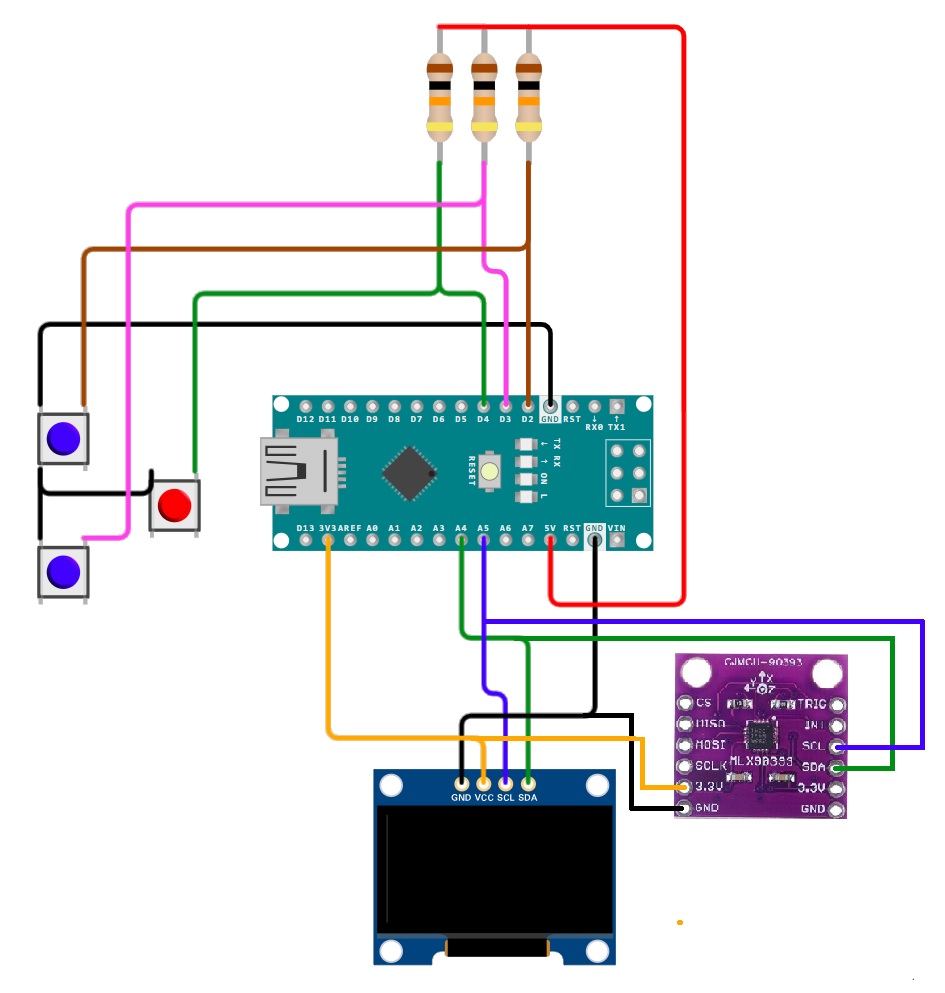 D12 D11 D10 D9 D8 D7 D6 D5 D4 D3 D2 GND RST ↓ RX0 ↑ TX1
RESET
← TX
→ RX
ON
L
D13 3V3 AREF A0 A1 A2 A3 A4 A5 A6 A7 5V RST GND VIN
CJMCU-90393
Y X
Z
CS TRIG
MISO INT
MOSI SCL
SCLK SDA
MLX90393
3.3V 3.3V
GND GND
GND VCC SCL SDA